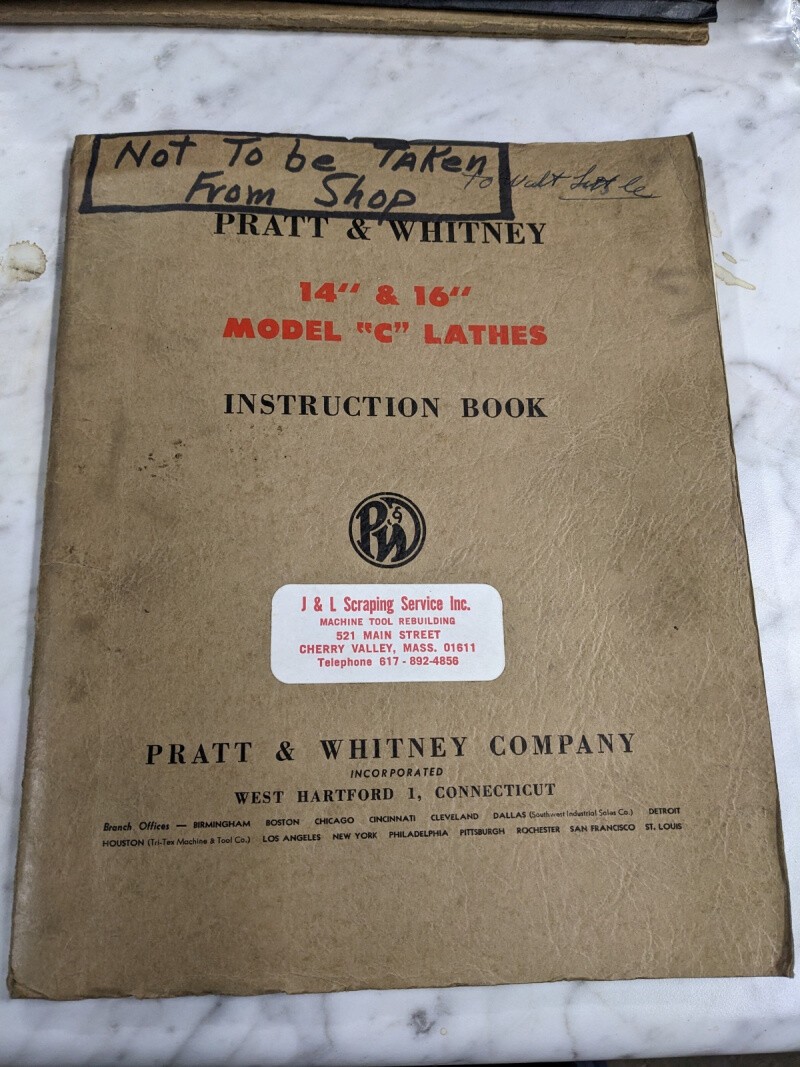 Not To be Taken
From Shop
To Walt
PRATT & WHITNEY
14" & 16"
MODEL "C" LATHES
INSTRUCTION BOOK
P & W
J & L Scraping Service Inc.
MACHINE TOOL REBUILDING
521 MAIN STREET
CHERRY VALLEY, MASS. 01611
Telephone 617-892-4856
PRATT & WHITNEY COMPANY
INCORPORATED
WEST HARTFORD 1, CONNECTICUT
Branch Offices — BIRMINGHAM BOSTON CHICAGO CINCINNATI CLEVELAND DALLAS (Southwest Industrial Sales Co.) DETROIT
HOUSTON (Tri-Tex Machine & Tool Co.) LOS ANGELES NEW YORK PHILADELPHIA PITTSBURGH ROCHESTER SAN FRANCISCO ST. LOUIS